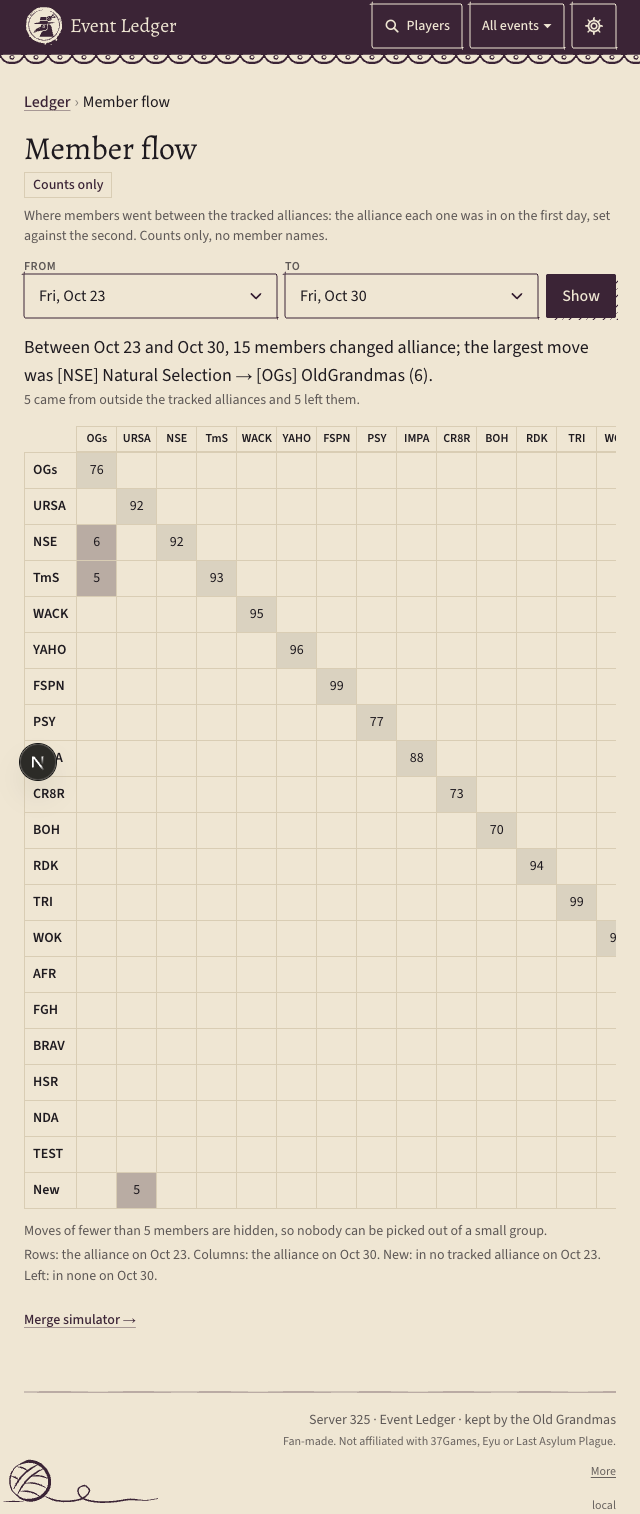 Event Ledger
Players
All events
Ledger › Member flow
Member flow
Counts only
Where members went between the tracked alliances: the alliance each one was in on the first day, set
against the second. Counts only, no member names.
FROM TO
Fri, Oct 23 Fri, Oct 30 Show
Between Oct 23 and Oct 30, 15 members changed alliance; the largest move
was [NSE] Natural Selection → [OGs] OldGrandmas (6).
5 came from outside the tracked alliances and 5 left them.
OGs URSA NSE TmS WACK YAHO FSPN PSY IMPA CR8R BOH RDK TRI
OGs 76
URSA 92
NSE 6 92
TmS 5 93
WACK 95
YAHO 96
FSPN 99
PSY 77
N 88
CR8R 73
BOH 70
RDK 94
TRI 99
WOK
AFR
FGH
BRAV
HSR
NDA
TEST
New 5
Moves of fewer than 5 members are hidden, so nobody can be picked out of a small group.
Rows: the alliance on Oct 23. Columns: the alliance on Oct 30. New: in no tracked alliance on Oct 23.
Left: in none on Oct 30.
Merge simulator →
Server 325 · Event Ledger · kept by the Old Grandmas
Fan-made. Not affiliated with 37Games, Eyu or Last Asylum Plague.
More
local